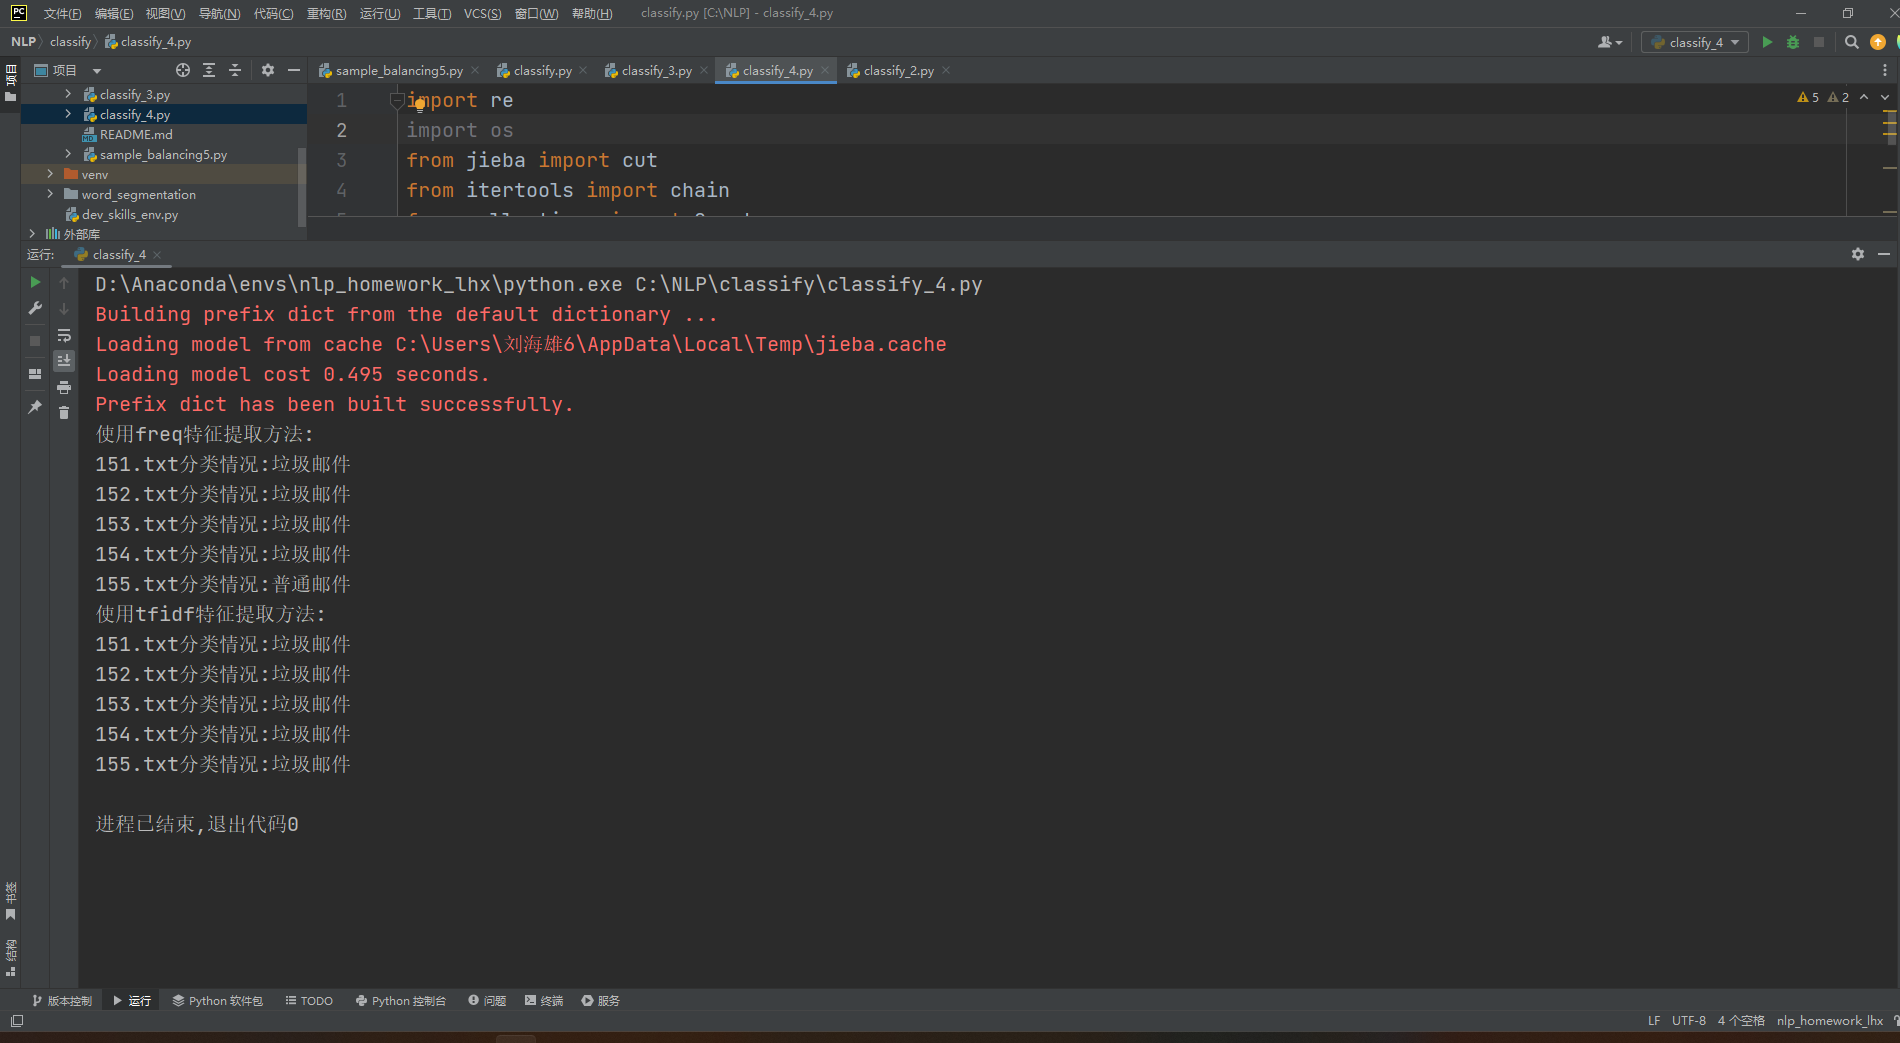 PC 文件(F) 编辑(E) 视图(V) 导航(N) 代码(C) 重构(R) 运行(U) 工具(T) VCS(S) 窗口(W) 帮助(H) classify.py [C:\NLP] - classify_4.py
NLP classify classify_4.py classify_4
项目 项目 sample_balancing5.py classify.py classify_3.py classify_4.py classify_2.py
classify_3.py
classify_4.py
README.md
sample_balancing5.py
venv
word_segmentation
dev_skills_env.py
外部库
5 2
1 import re
2 import os
3 from jieba import cut
4 from itertools import chain
运行: classify_4
D:\Anaconda\envs\nlp_homework_lhx\python.exe C:\NLP\classify\classify_4.py
Building prefix dict from the default dictionary ...
Loading model from cache C:\Users\刘海雄6\AppData\Local\Temp\jieba.cache
Loading model cost 0.495 seconds.
Prefix dict has been built successfully.
使用freq特征提取方法:
151.txt分类情况:垃圾邮件
152.txt分类情况:垃圾邮件
153.txt分类情况:垃圾邮件
154.txt分类情况:垃圾邮件
155.txt分类情况:普通邮件
使用tfidf特征提取方法:
151.txt分类情况:垃圾邮件
152.txt分类情况:垃圾邮件
153.txt分类情况:垃圾邮件
154.txt分类情况:垃圾邮件
155.txt分类情况:垃圾邮件
进程已结束,退出代码0
书签
结构
版本控制 运行 Python 软件包 TODO Python 控制台 问题 终端 服务
LF UTF-8 4 个空格 nlp_homework_lhx